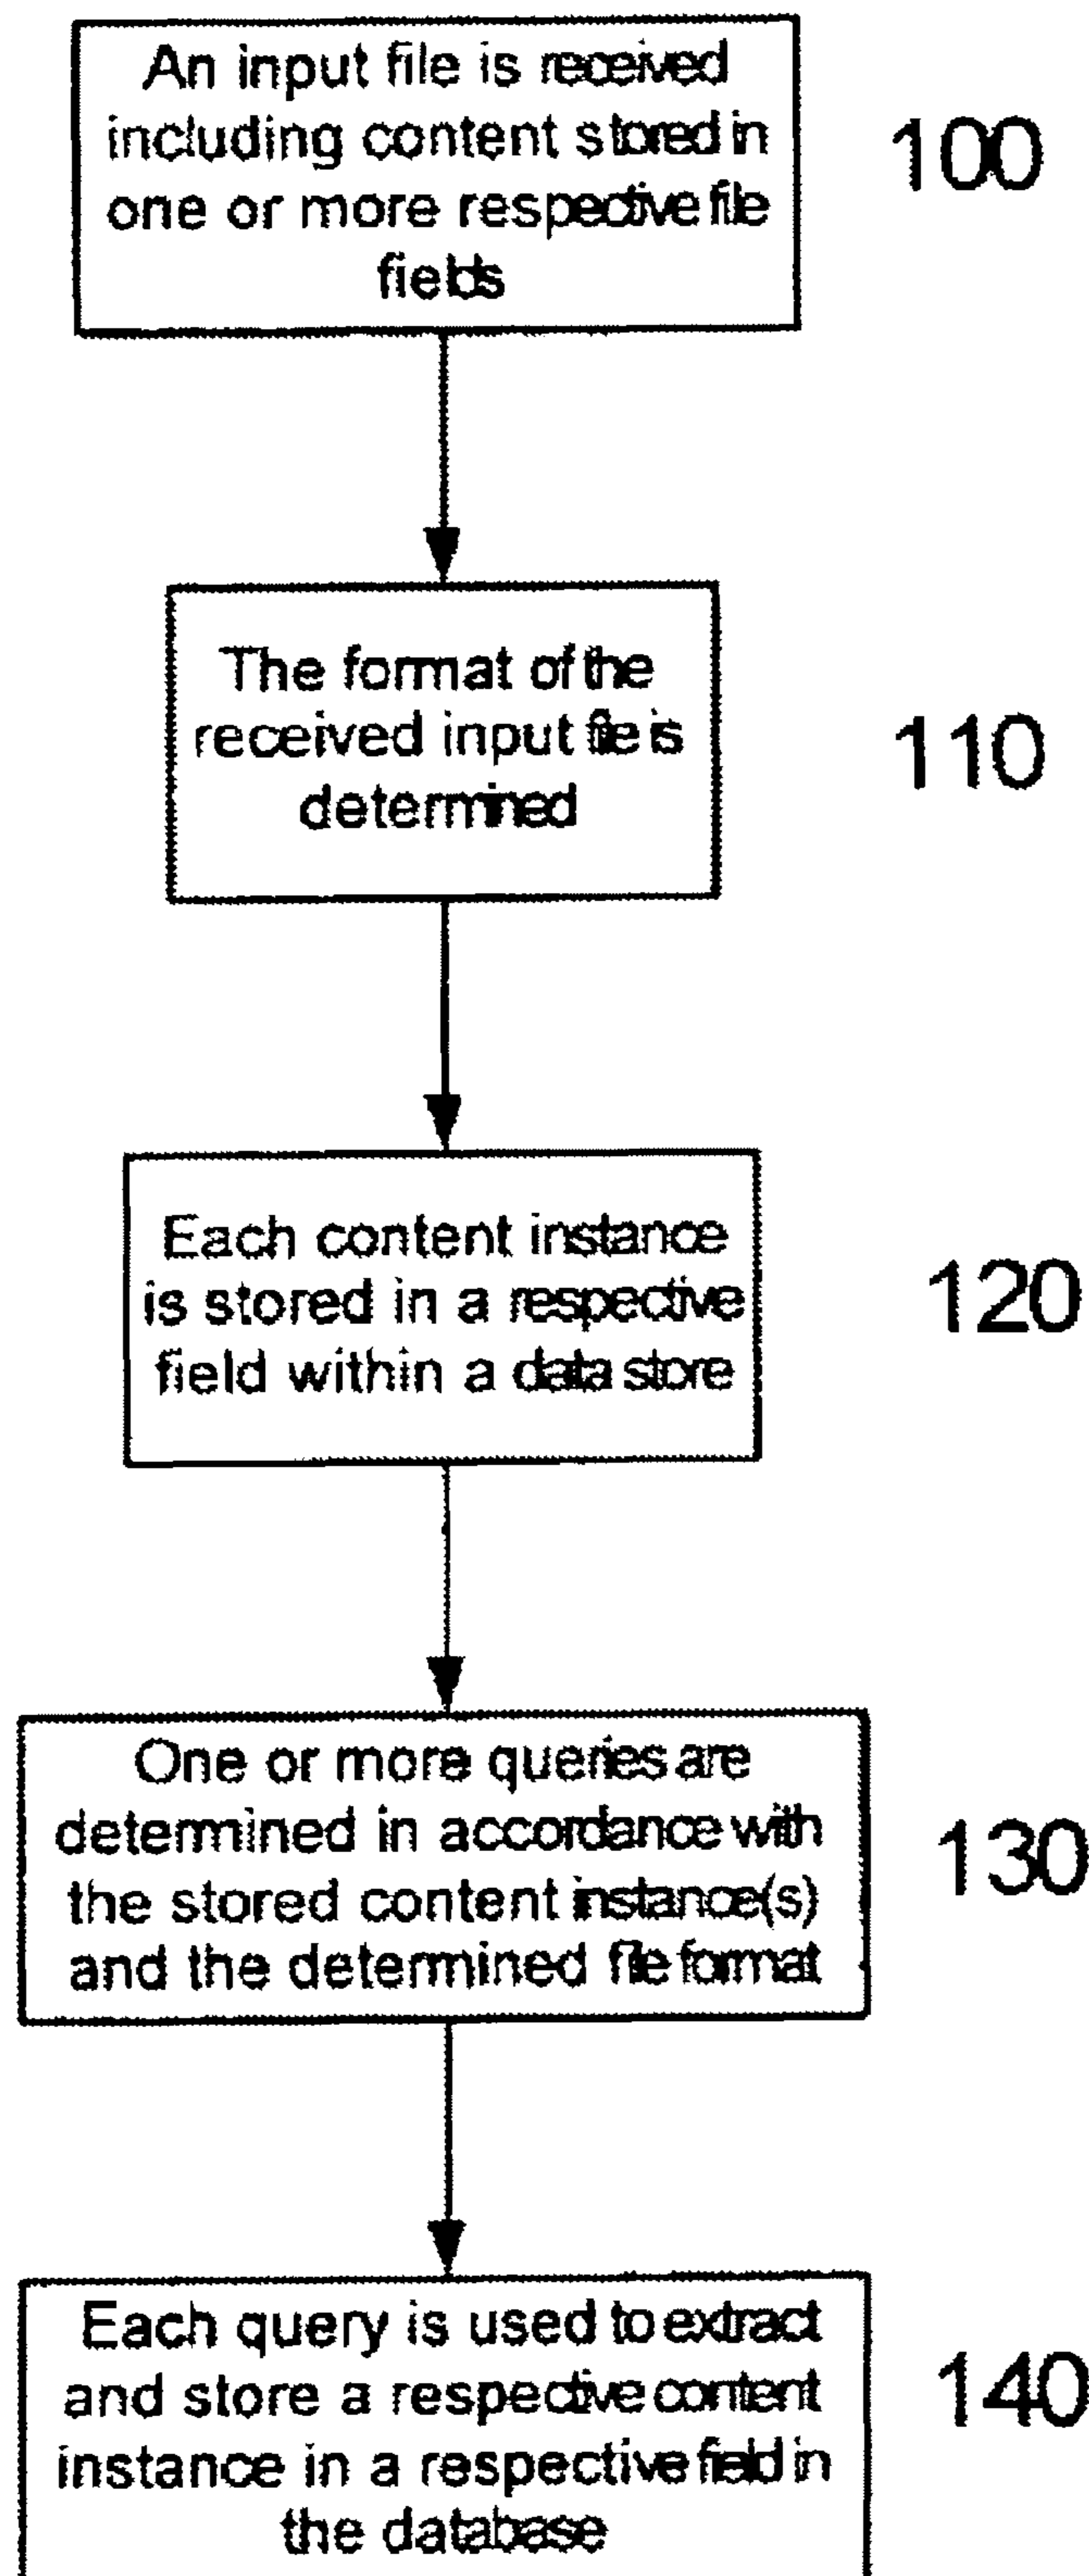 An input file is received
including content stored in
one or more respective file
fields
100
The format of the
received input file is
determined
110
Each content instance
is stored in a respective
field within a data store
120
One or more queries are
determined in accordance with
the stored content instance(s)
and the determined file format
130
Each query is used to extract
and store a respective content
instance in a respective field in
the database
140